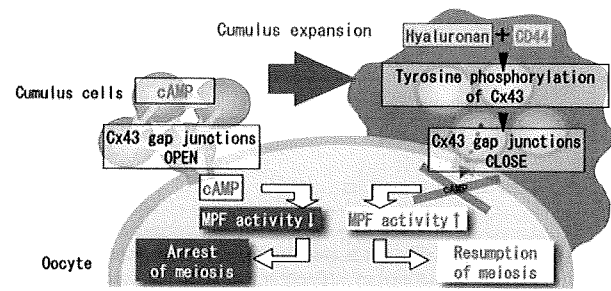 Cumulus expansion
Hyaluronan + CD44
Tyrosine phosphorylation
of Cx43
Cx43 gap junctions
CLOSE
cAMP
MPF activity ↑
Resumption
of meiosis
Cumulus cells
cAMP
Cx43 gap junctions
OPEN
cAMP
MPF activity ↓
Arrest
of meiosis
Oocyte